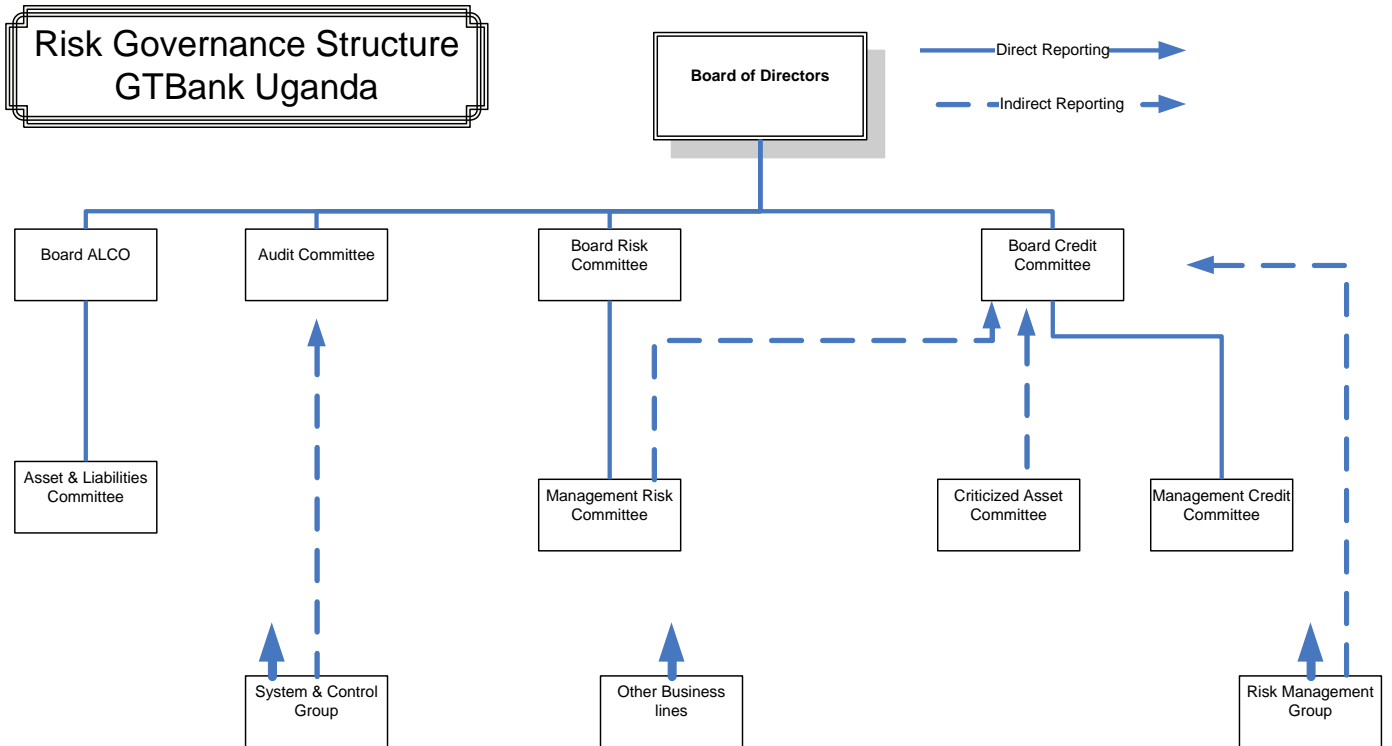 Risk Governance Structure
GTBank Uganda
Board of Directors
Direct Reporting
Indirect Reporting
Board ALCO
Audit Committee
Board Risk
Committee
Board Credit
Committee
Asset & Liabilities
Committee
Management Risk
Committee
Criticized Asset
Committee
Management Credit
Committee
System & Control
Group
Other Business
lines
Risk Management
Group